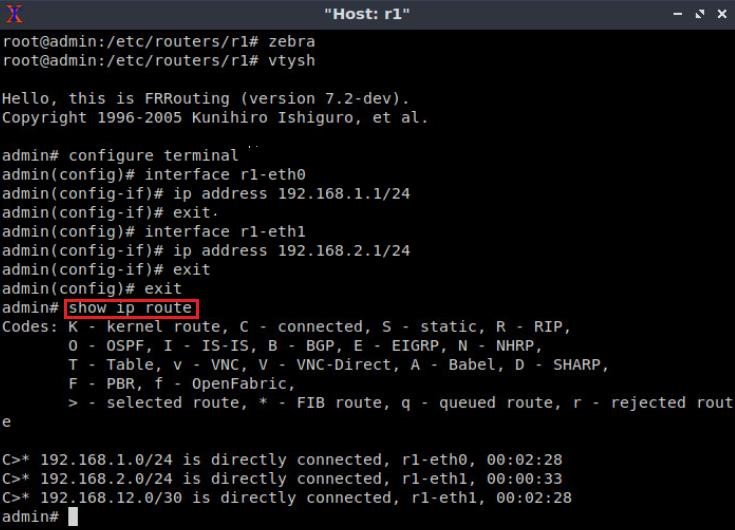 "Host: r1"
root@admin:/etc/routers/r1# zebra
root@admin:/etc/routers/r1# vtysh
Hello, this is FRRouting (version 7.2-dev).
Copyright 1996-2005 Kunihiro Ishiguro, et al.
admin# configure terminal
admin(config)# interface r1-eth0
admin(config-if)# ip address 192.168.1.1/24
admin(config-if)# exit
admin(config)# interface r1-eth1
admin(config-if)# ip address 192.168.2.1/24
admin(config-if)# exit
admin(config)# exit
admin# show ip route
Codes: K - kernel route, C - connected, S - static, R - RIP,
O - OSPF, I - IS-IS, B - BGP, E - EIGRP, N - NHRP,
T - Table, v - VNC, V - VNC-Direct, A - Babel, D - SHARP,
F - PBR, f - OpenFabric,
> - selected route, * - FIB route, q - queued route, r - rejected rout
e
C>* 192.168.1.0/24 is directly connected, r1-eth0, 00:02:28
C>* 192.168.2.0/24 is directly connected, r1-eth1, 00:00:33
C>* 192.168.12.0/30 is directly connected, r1-eth1, 00:02:28
admin#